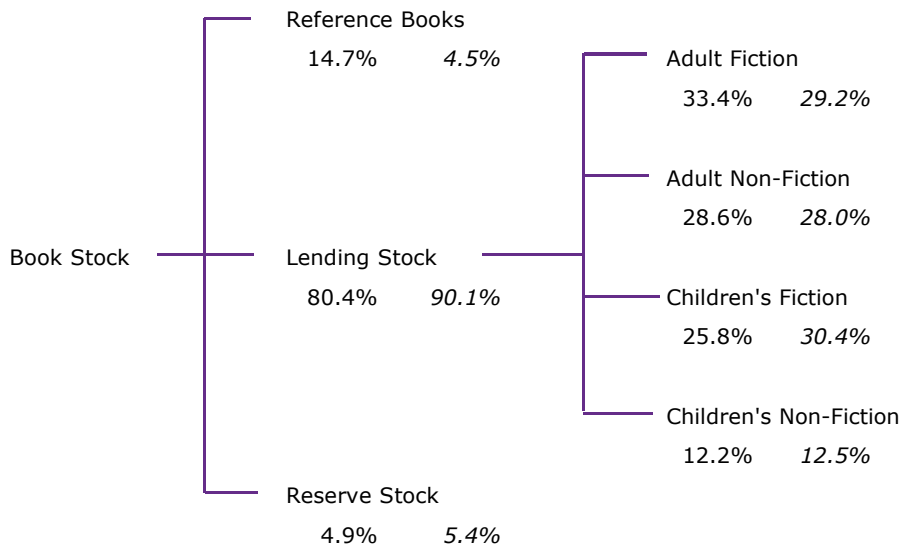 Reference Books
14.7% 4.5%
Adult Fiction
33.4% 29.2%
Adult Non-Fiction
28.6% 28.0%
Book Stock
Lending Stock
80.4% 90.1%
Children's Fiction
25.8% 30.4%
Children's Non-Fiction
12.2% 12.5%
Reserve Stock
4.9% 5.4%